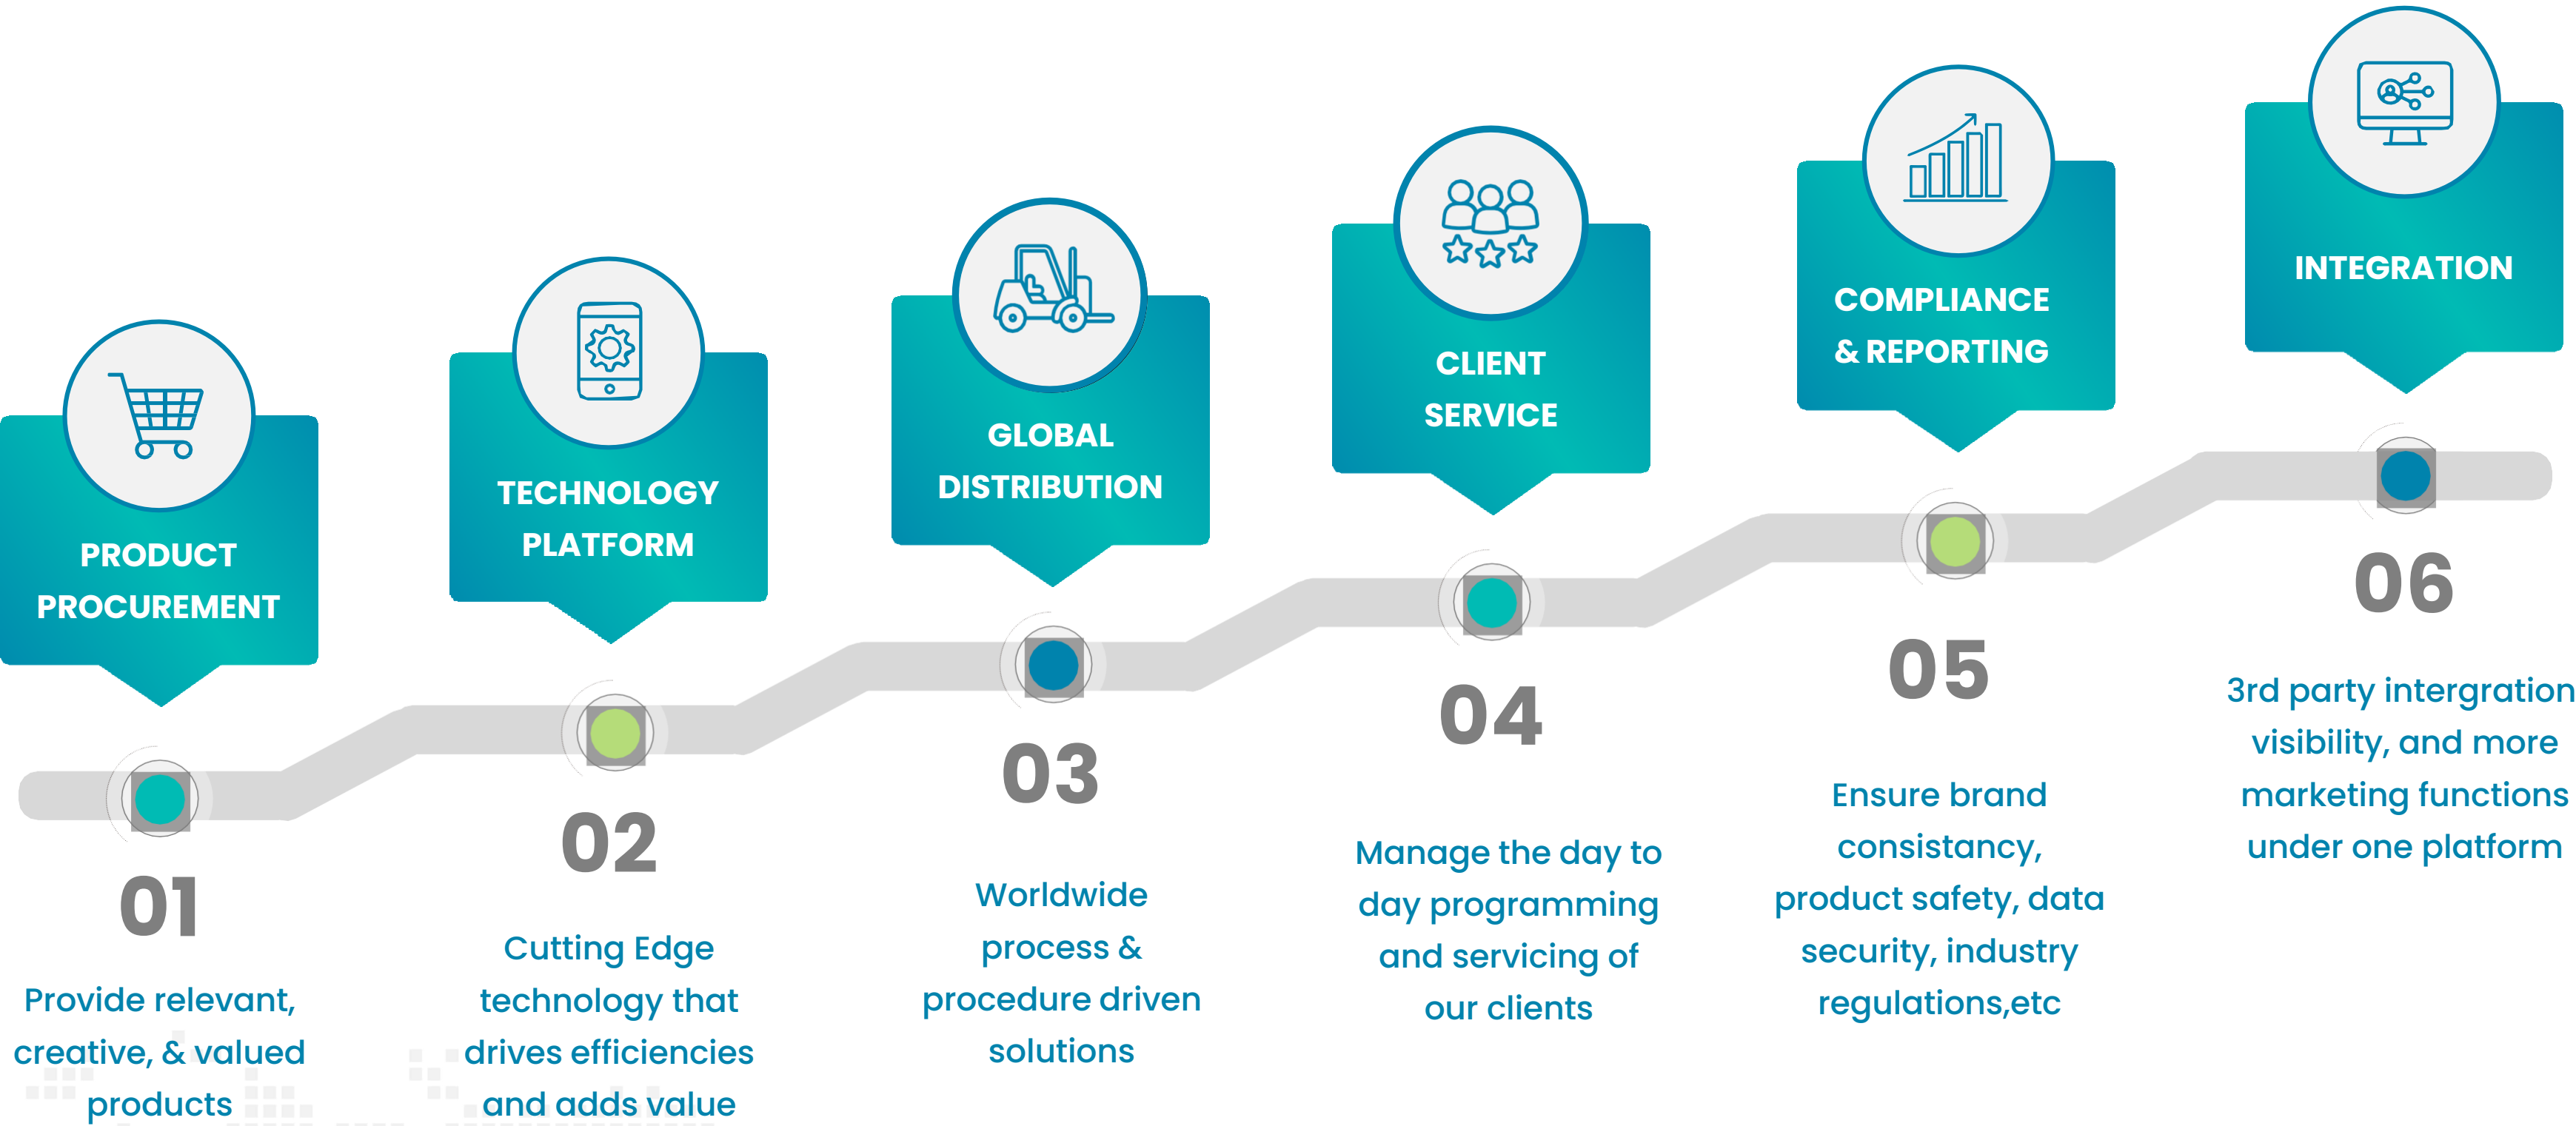 PRODUCT
PROCUREMENT
01
Provide relevant,
creative, & valued
products
TECHNOLOGY
PLATFORM
02
Cutting Edge
technology that
drives efficiencies
and adds value
GLOBAL
DISTRIBUTION
03
Worldwide
process &
procedure driven
solutions
CLIENT
SERVICE
04
Manage the day to
day programming
and servicing of
our clients
COMPLIANCE
& REPORTING
05
Ensure brand
consistancy,
product safety, data
security, industry
regulations,etc
INTEGRATION
06
3rd party intergration
visibility, and more
marketing functions
under one platform